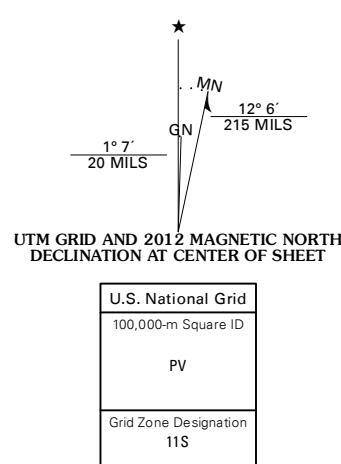 ★
MN
GN
12° 6´
215 MILS
1° 7´
20 MILS
UTM GRID AND 2012 MAGNETIC NORTH
DECLINATION AT CENTER OF SHEET
U.S. National Grid
100,000-m Square ID
PV
Grid Zone Designation
11S